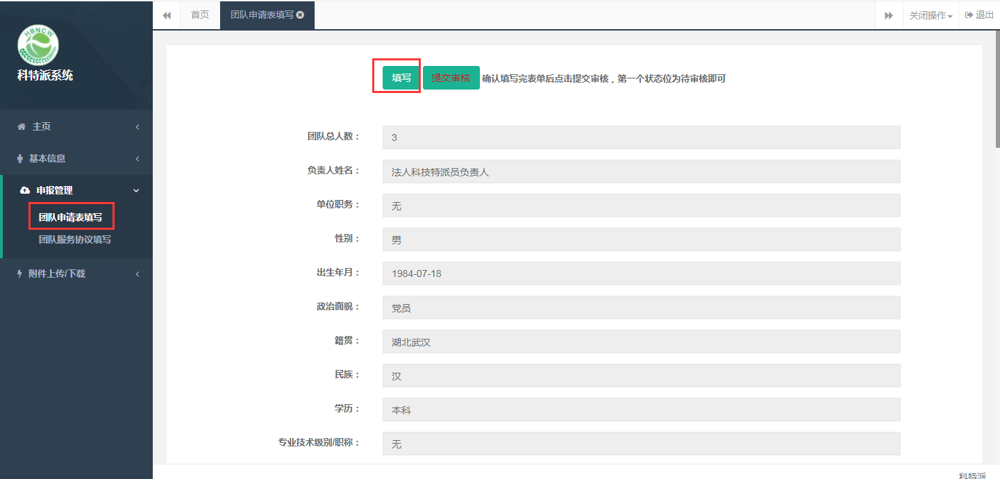 HBNCW
科特派系统
首页
团队申请表填写
关闭操作
退出
主页
基本信息
申报管理
团队申请表填写
团队服务协议填写
附件上传/下载
填写
提交审核
确认填写完表单后点击提交审核，第一个状态位为待审核即可
团队总人数： 3
负责人姓名： 法人科技特派员负责人
单位职务： 无
性别： 男
出生年月： 1984-07-18
政治面貌： 党员
籍贯： 湖北武汉
民族： 汉
学历： 本科
专业技术级别/职称： 无
科特派